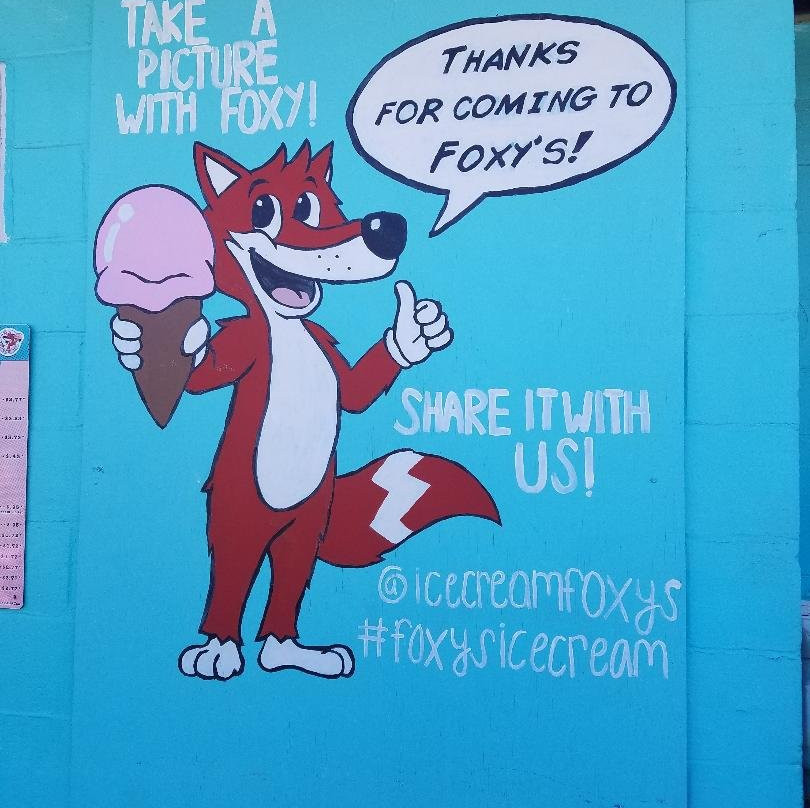 TAKE A
PICTURE
WITH FOXY!
THANKS
FOR COMING TO
FOXY'S!
SHARE IT WITH
US!
@icecreamfoxys
#foxysicecream